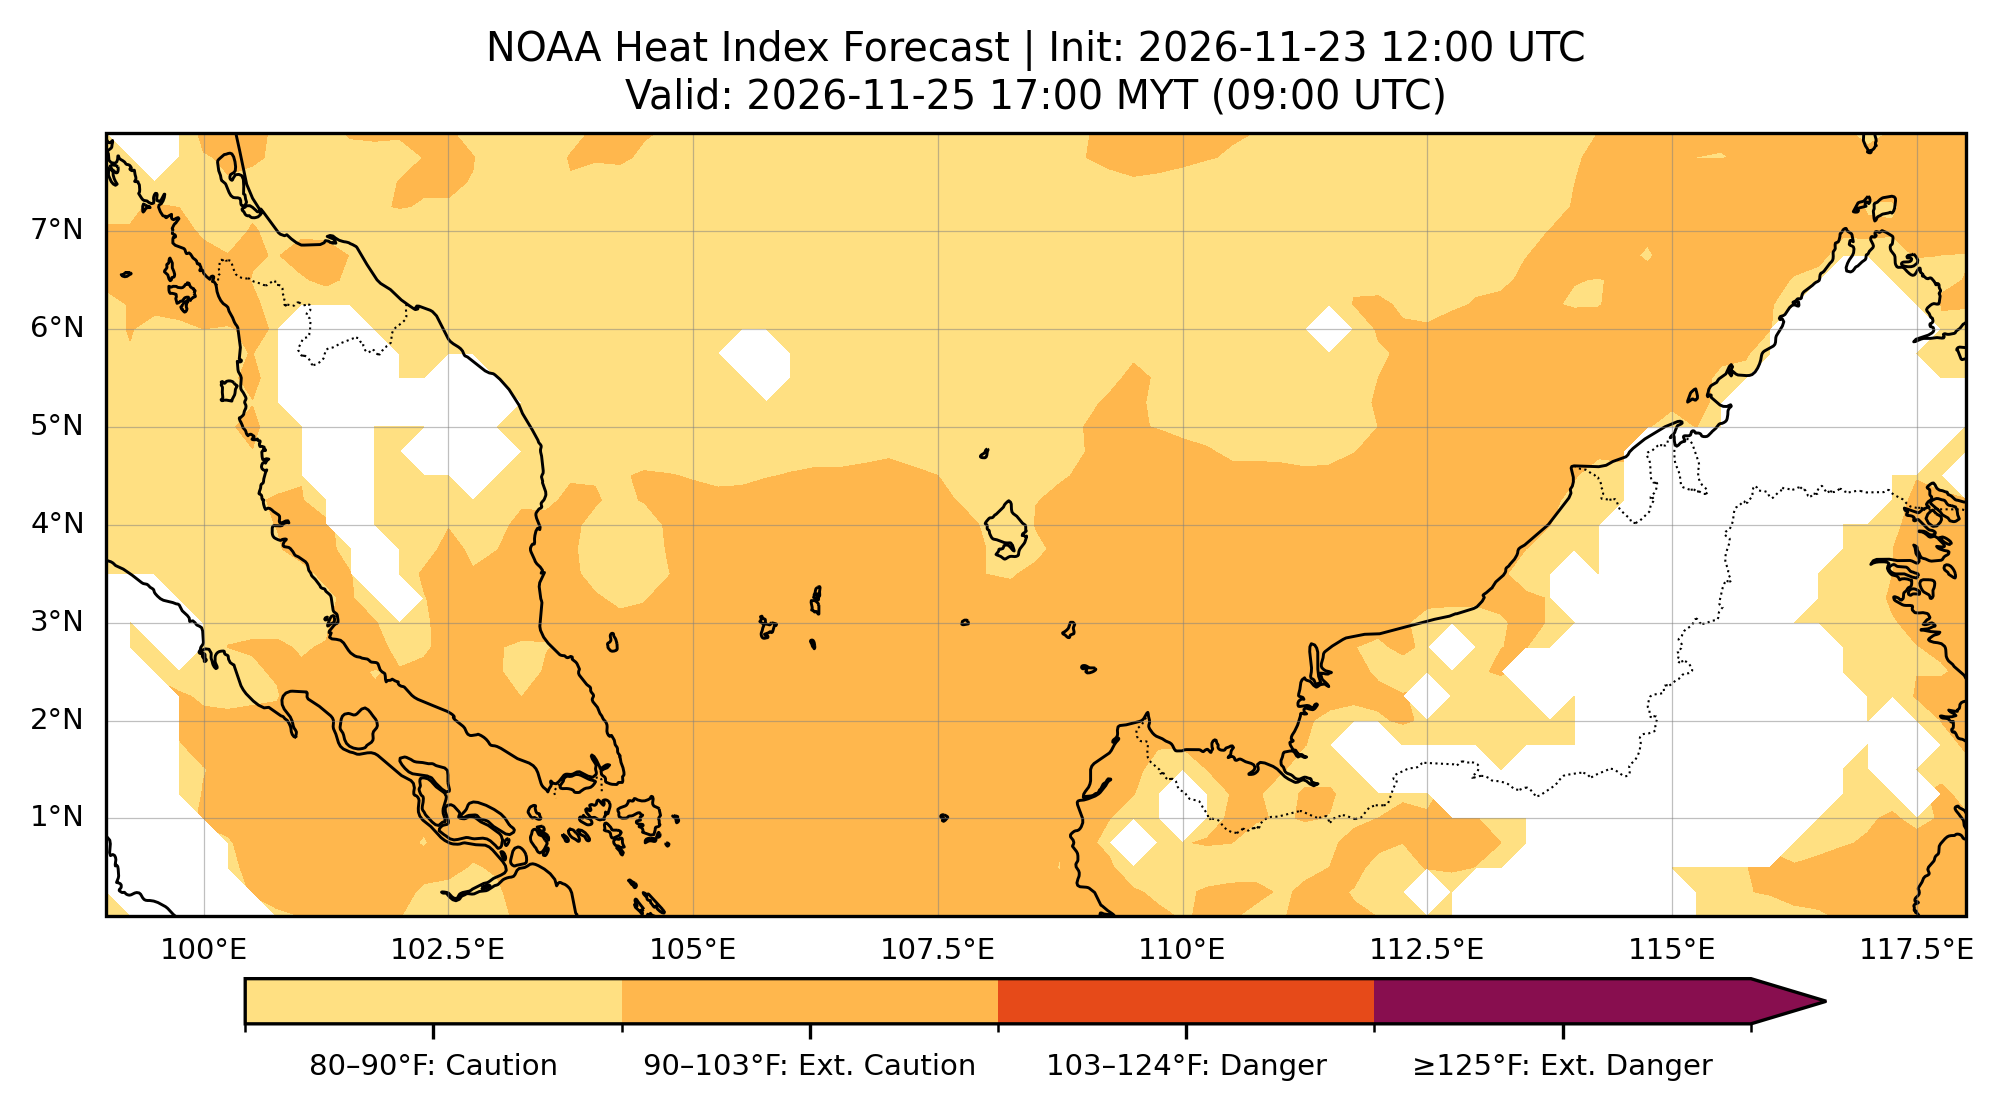 NOAA Heat Index Forecast | Init: 2026-11-23 12:00 UTC
Valid: 2026-11-25 17:00 MYT (09:00 UTC)
7°N
6°N
5°N
4°N
3°N
2°N
1°N
100°E 102.5°E 105°E 107.5°E 110°E 112.5°E 115°E 117.5°E
80–90°F: Caution 90–103°F: Ext. Caution 103–124°F: Danger ≥125°F: Ext. Danger